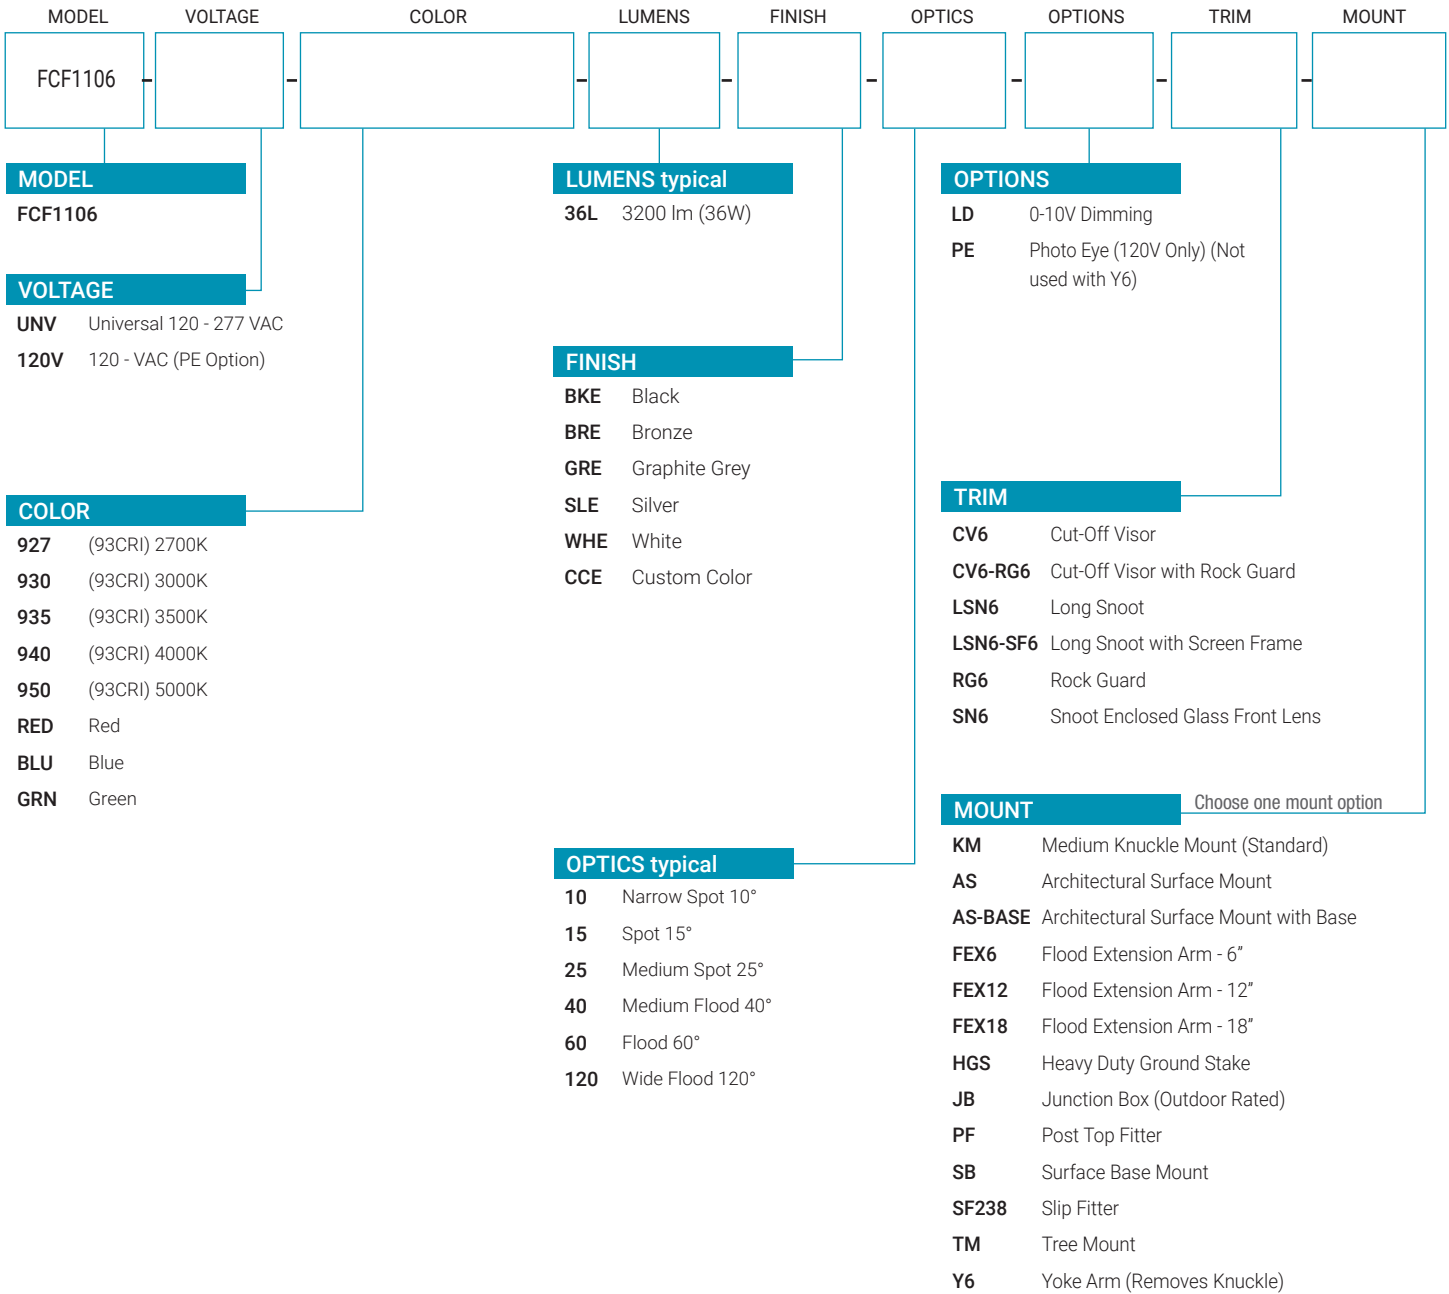 MODEL VOLTAGE COLOR LUMENS FINISH OPTICS OPTIONS TRIM MOUNT
FCF1106 - - - - - - - -
MODEL
FCF1106
VOLTAGE
UNV Universal 120 - 277 VAC
120V 120 - VAC (PE Option)
COLOR
927 (93CRI) 2700K
930 (93CRI) 3000K
935 (93CRI) 3500K
940 (93CRI) 4000K
950 (93CRI) 5000K
RED Red
BLU Blue
GRN Green
LUMENS typical
36L 3200 lm (36W)
FINISH
BKE Black
BRE Bronze
GRE Graphite Grey
SLE Silver
WHE White
CCE Custom Color
OPTICS typical
10 Narrow Spot 10°
15 Spot 15°
25 Medium Spot 25°
40 Medium Flood 40°
60 Flood 60°
120 Wide Flood 120°
OPTIONS
LD 0-10V Dimming
PE Photo Eye (120V Only) (Not
used with Y6)
TRIM
CV6 Cut-Off Visor
CV6-RG6 Cut-Off Visor with Rock Guard
LSN6 Long Snoot
LSN6-SF6 Long Snoot with Screen Frame
RG6 Rock Guard
SN6 Snoot Enclosed Glass Front Lens
MOUNT Choose one mount option
KM Medium Knuckle Mount (Standard)
AS Architectural Surface Mount
AS-BASE Architectural Surface Mount with Base
FEX6 Flood Extension Arm - 6”
FEX12 Flood Extension Arm - 12”
FEX18 Flood Extension Arm - 18”
HGS Heavy Duty Ground Stake
JB Junction Box (Outdoor Rated)
PF Post Top Fitter
SB Surface Base Mount
SF238 Slip Fitter
TM Tree Mount
Y6 Yoke Arm (Removes Knuckle)